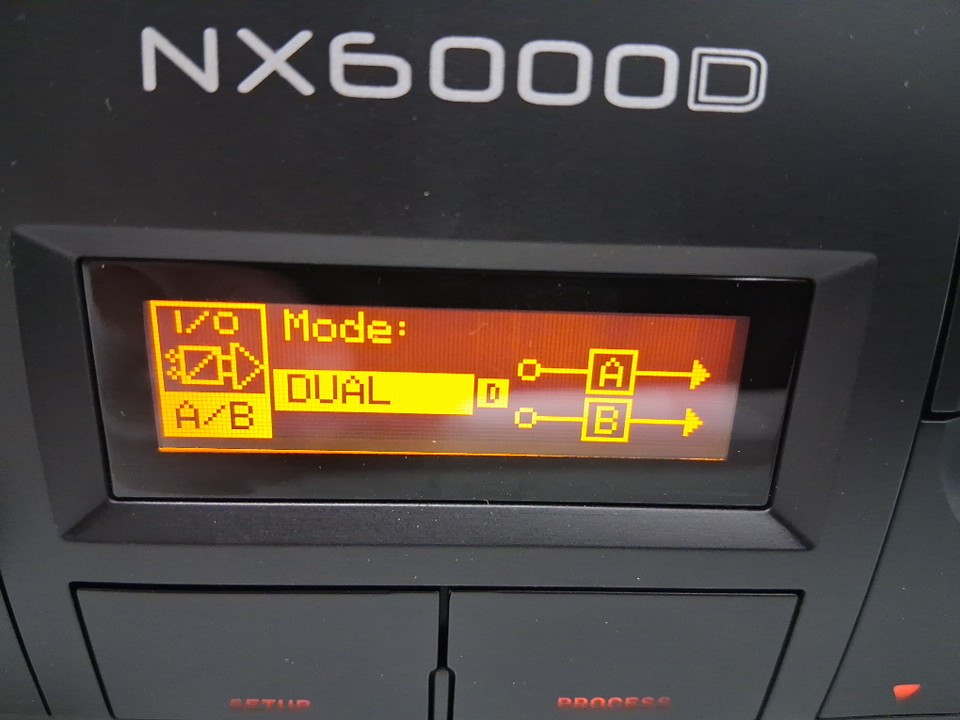 NX6000D
I/O
Mode:
DUAL D
A
A/B
B
SETUP PROCESS